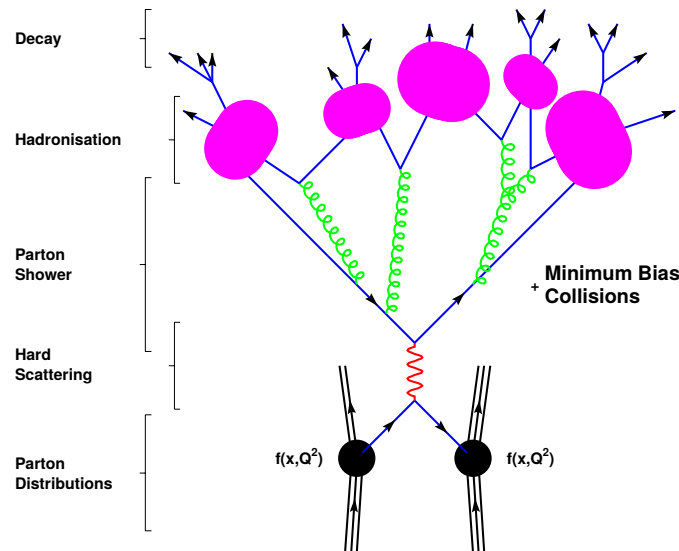 Decay
Hadronisation
Parton
Shower
+ Minimum Bias
Collisions
Hard
Scattering
f(x,Q²)
f(x,Q²)
Parton
Distributions